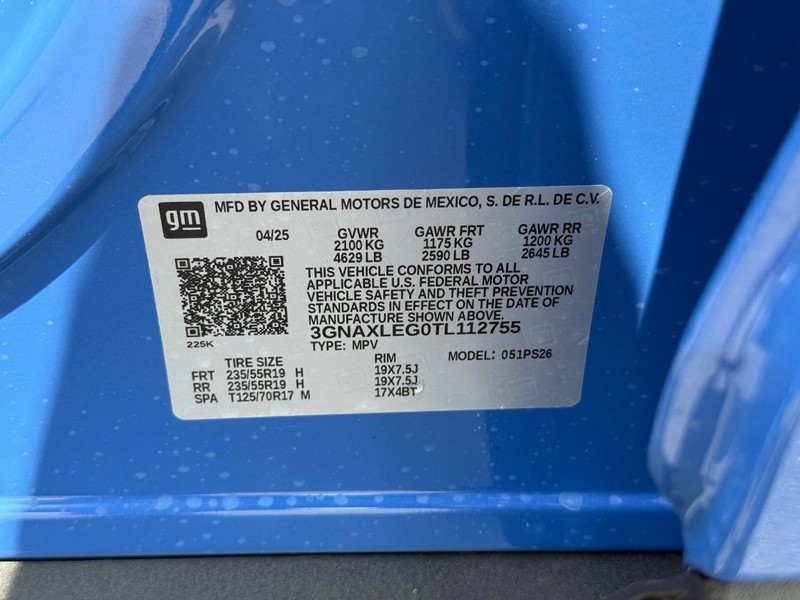 gm
MFD BY GENERAL MOTORS DE MEXICO, S. DE R.L. DE C.V.
04/25 GVWR GAWR FRT GAWR RR
2100 KG 1175 KG 1200 KG
4629 LB 2590 LB 2645 LB
THIS VEHICLE CONFORMS TO ALL
APPLICABLE U.S. FEDERAL MOTOR
VEHICLE SAFETY AND THEFT PREVENTION
STANDARDS IN EFFECT ON THE DATE OF
MANUFACTURE SHOWN ABOVE.
3GNAXLEG0TL112755
225K
TYPE: MPV MODEL: 051PS26
TIRE SIZE RIM
FRT 235/55R19 H 19X7.5J
RR 235/55R19 H 19X7.5J
SPA T125/70R17 M 17X4BT